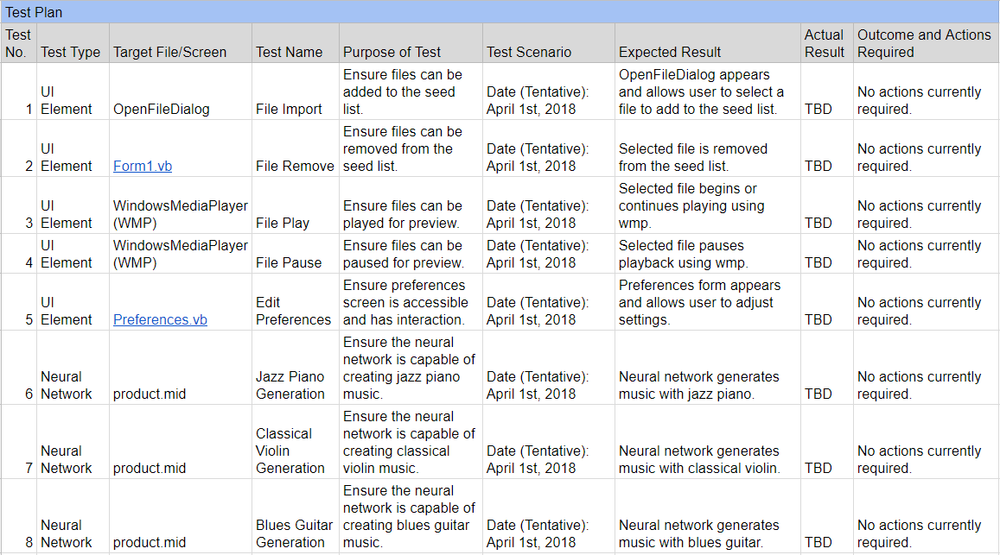 Test Plan
Test No. Test Type Target File/Screen Test Name Purpose of Test Test Scenario Expected Result Actual Result Outcome and Actions Required
1 UI Element OpenFileDialog File Import Ensure files can be added to the seed list. Date (Tentative): April 1st, 2018 OpenFileDialog appears and allows user to select a file to add to the seed list. TBD No actions currently required.
2 UI Element Form1.vb File Remove Ensure files can be removed from the seed list. Date (Tentative): April 1st, 2018 Selected file is removed from the seed list. TBD No actions currently required.
3 UI Element WindowsMediaPlayer (WMP) File Play Ensure files can be played for preview. Date (Tentative): April 1st, 2018 Selected file begins or continues playing using wmp. TBD No actions currently required.
4 UI Element WindowsMediaPlayer (WMP) File Pause Ensure files can be paused for preview. Date (Tentative): April 1st, 2018 Selected file pauses playback using wmp. TBD No actions currently required.
5 UI Element Preferences.vb Edit Preferences Ensure preferences screen is accessible and has interaction. Date (Tentative): April 1st, 2018 Preferences form appears and allows user to adjust settings. TBD No actions currently required.
6 Neural Network product.mid Jazz Piano Generation Ensure the neural network is capable of creating jazz piano music. Date (Tentative): April 1st, 2018 Neural network generates music with jazz piano. TBD No actions currently required.
7 Neural Network product.mid Classical Violin Generation Ensure the neural network is capable of creating classical violin music. Date (Tentative): April 1st, 2018 Neural network generates music with classical violin. TBD No actions currently required.
8 Neural Network product.mid Blues Guitar Generation Ensure the neural network is capable of creating blues guitar music. Date (Tentative): April 1st, 2018 Neural network generates music with blues guitar. TBD No actions currently required.